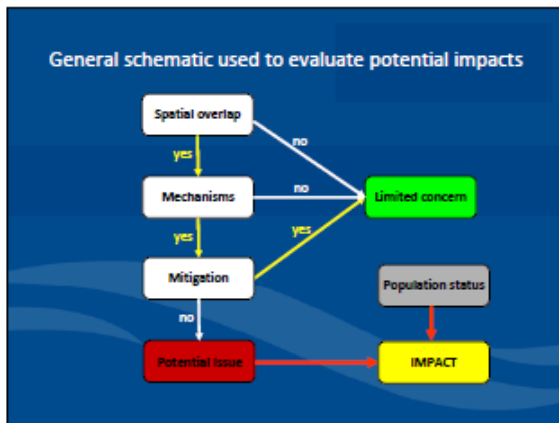 General schematic used to evaluate potential impacts
Spatial overlap
no
yes
Mechanisms
no
Limited concern
yes
yes
Mitigation
Population status
no
Potential issue
IMPACT